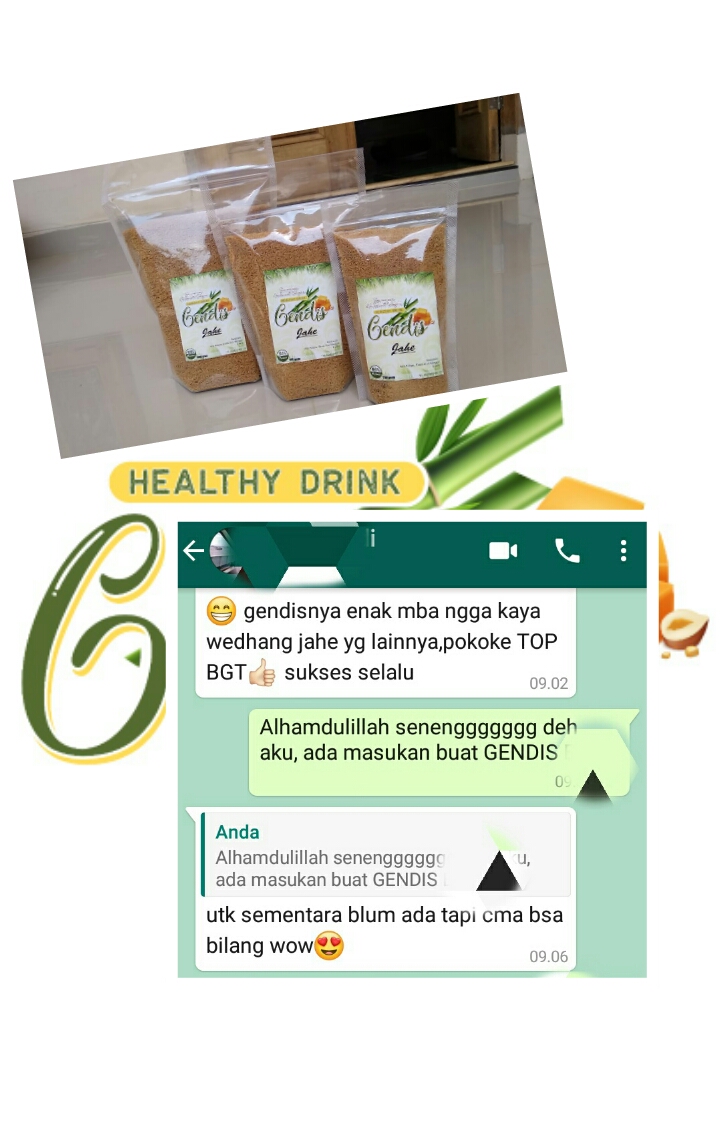 Gendis
Jahe
Gendis
Jahe
Gendis
Jahe
HEALTHY DRINK
G
😁 gendisnya enak mba ngga kaya
wedhang jahe yg lainnya,pokoke TOP
BGT👍🏻 sukses selalu
09.02
Alhamdulillah senenggggggg deh
aku, ada masukan buat GENDIS
Anda
Alhamdulillah senengggggg
ada masukan buat GENDIS
utk sementara blum ada tapi cma bsa
bilang wow😍
09.06